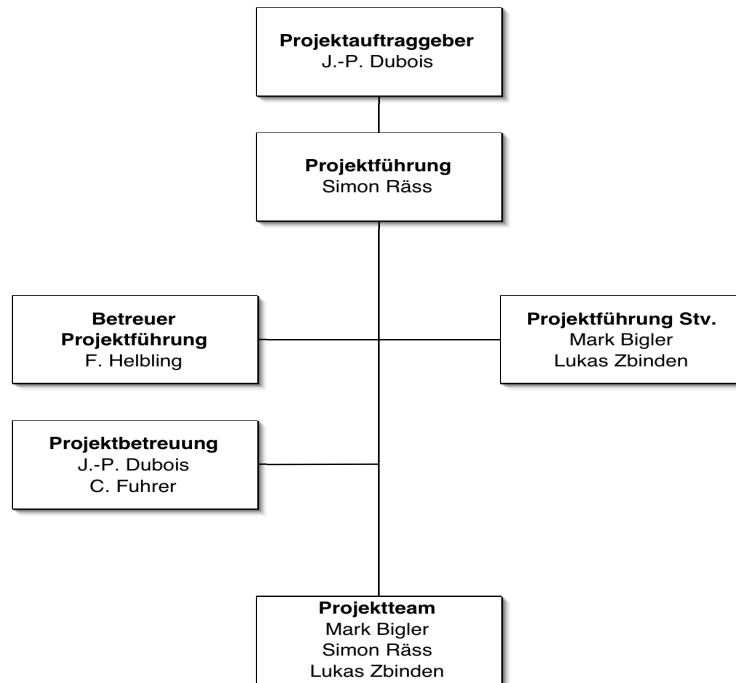 Projektauftraggeber
J.-P. Dubois
Projektführung
Simon Räss
Betreuer
Projektführung
F. Helbling
Projektführung Stv.
Mark Bigler
Lukas Zbinden
Projektbetreuung
J.-P. Dubois
C. Fuhrer
Projektteam
Mark Bigler
Simon Räss
Lukas Zbinden